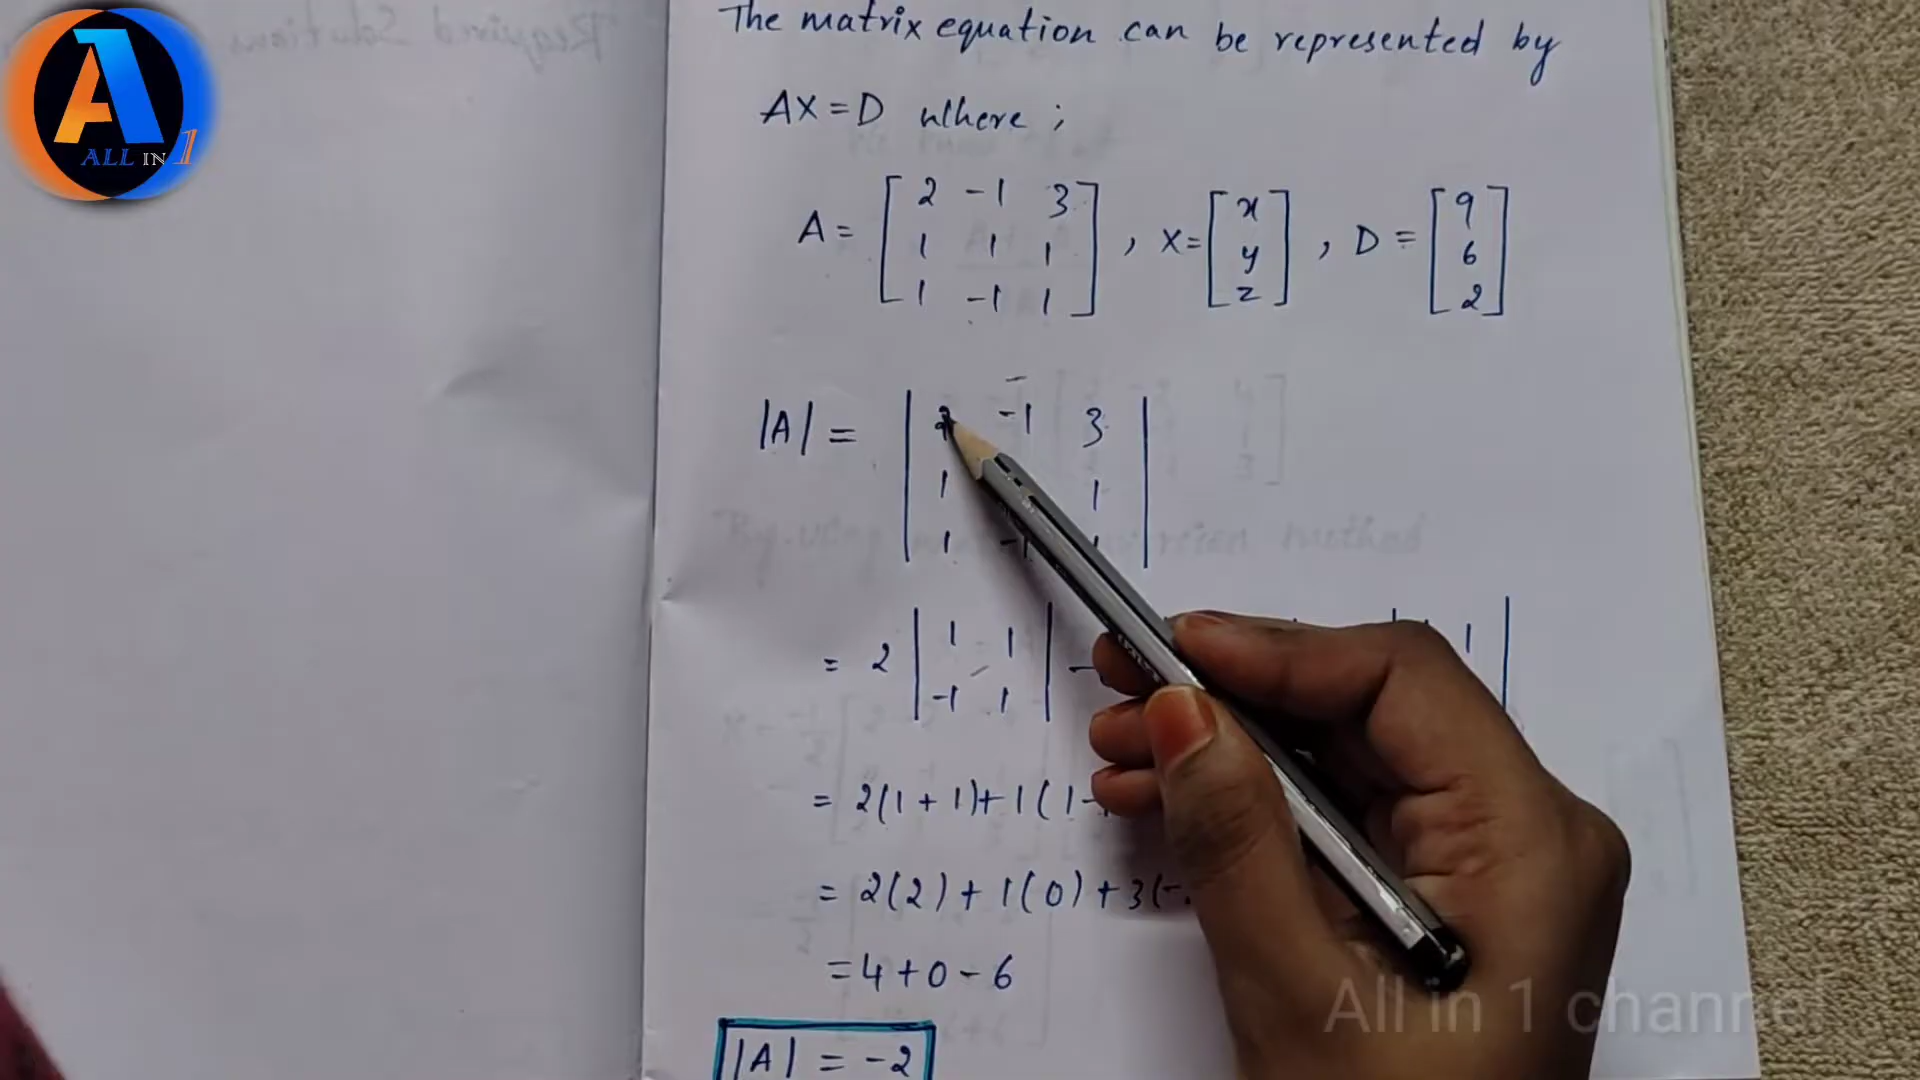 A
ALL IN 1
The matrix equation can be represented by
AX = D where ;
A = [ 2 -1 3
1 1 1
1 -1 1 ] , X = [ x
y
z ] , D = [ 9
6
2 ]
|A| = | 2 -1 3 |
1 1
1 -1 1
= 2 | 1 1 | - | 1 |
-1 1
= 2(1 + 1) + 1 ( 1 -
= 2(2) + 1(0) + 3(-
= 4 + 0 - 6
|A| = -2
All in 1 channel